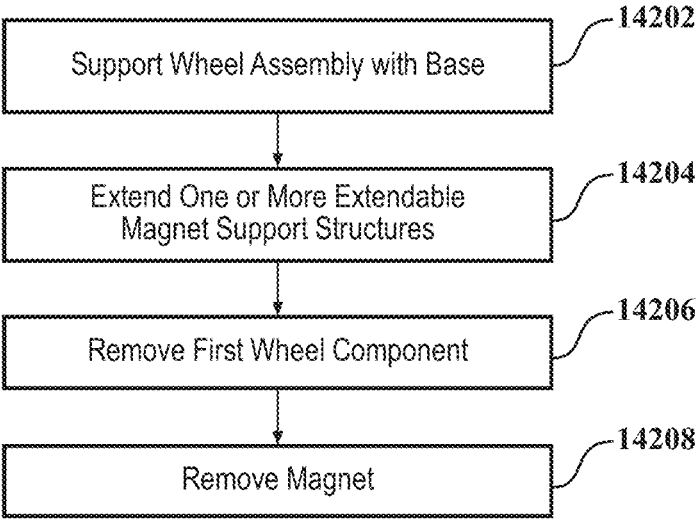 14202
Support Wheel Assembly with Base
14204
Extend One or More Extendable
Magnet Support Structures
14206
Remove First Wheel Component
14208
Remove Magnet